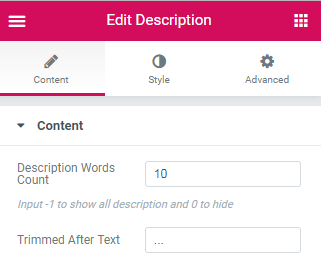 Edit Description
Content Style Advanced
Content
Description Words
Count
10
Input -1 to show all description and 0 to hide
Trimmed After Text
...